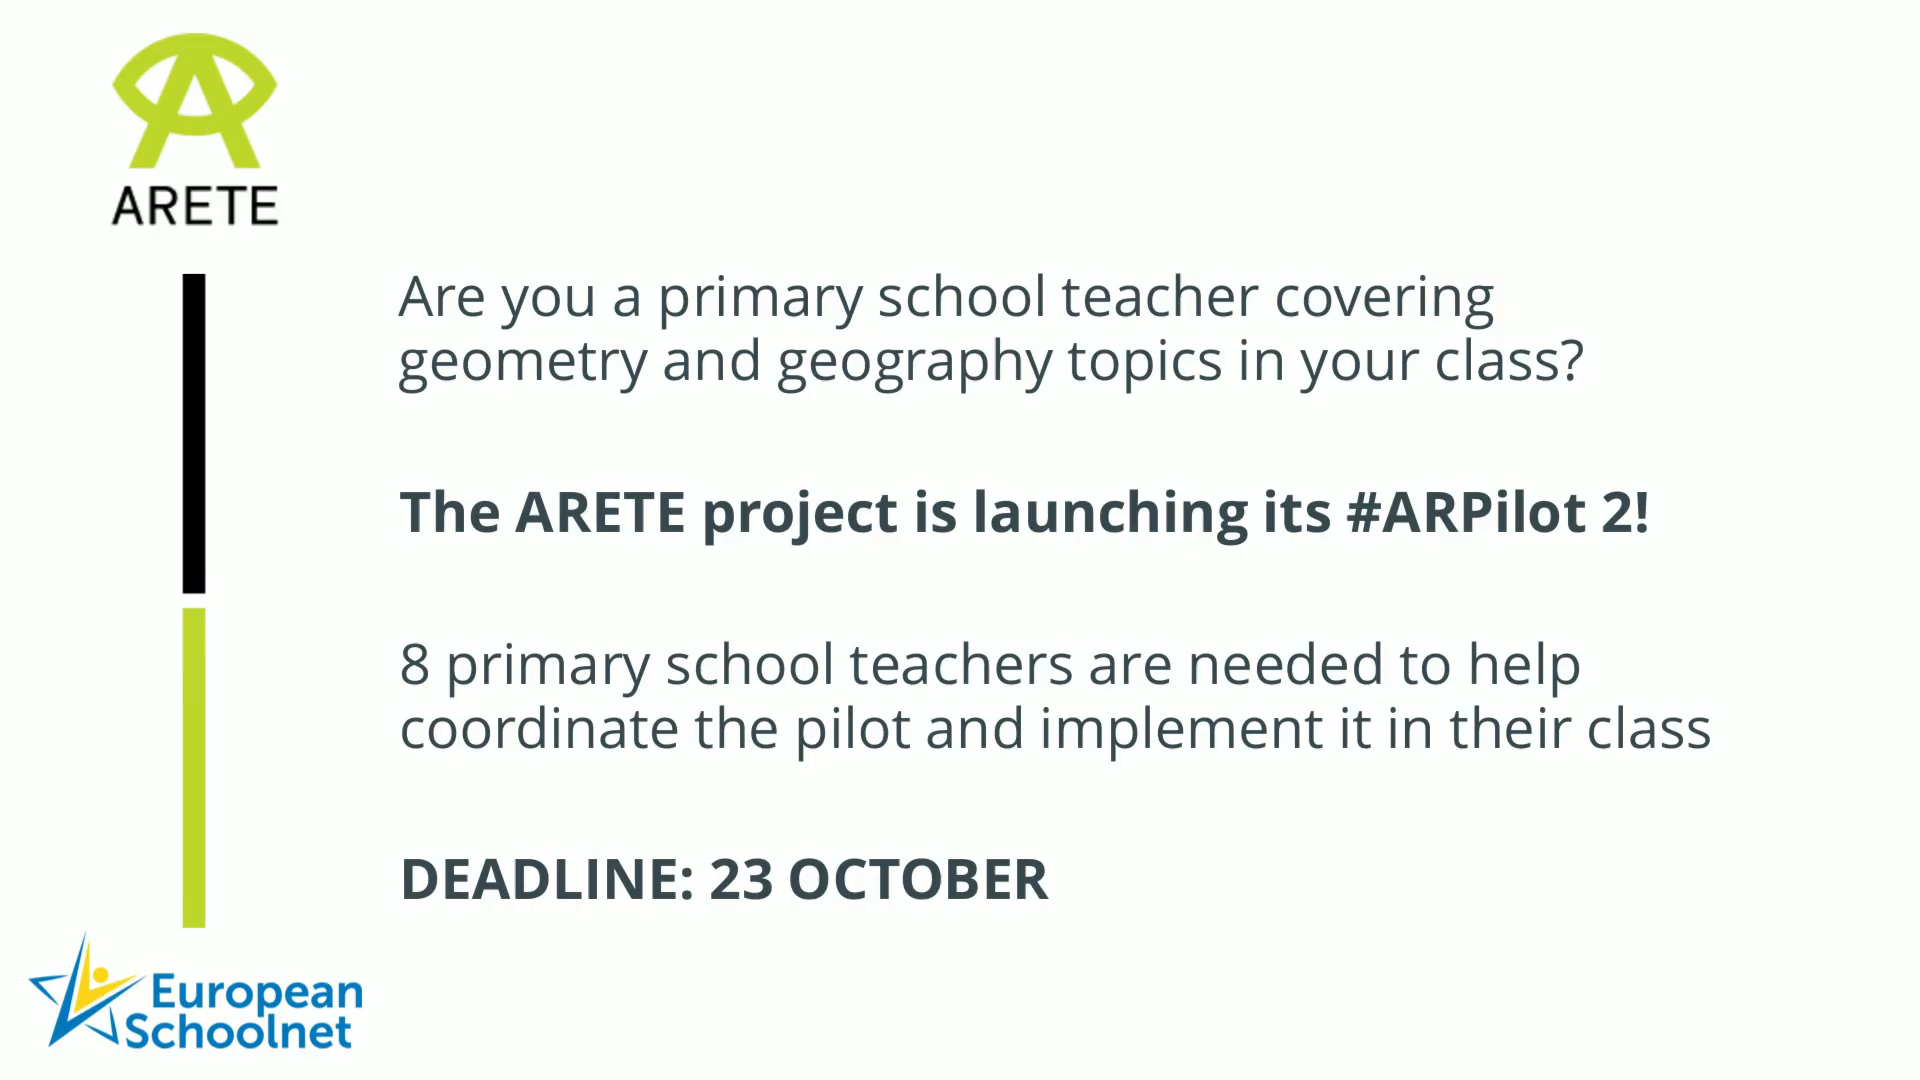 ARETE
Are you a primary school teacher covering
geometry and geography topics in your class?
The ARETE project is launching its #ARPilot 2!
8 primary school teachers are needed to help
coordinate the pilot and implement it in their class
DEADLINE: 23 OCTOBER
European
Schoolnet